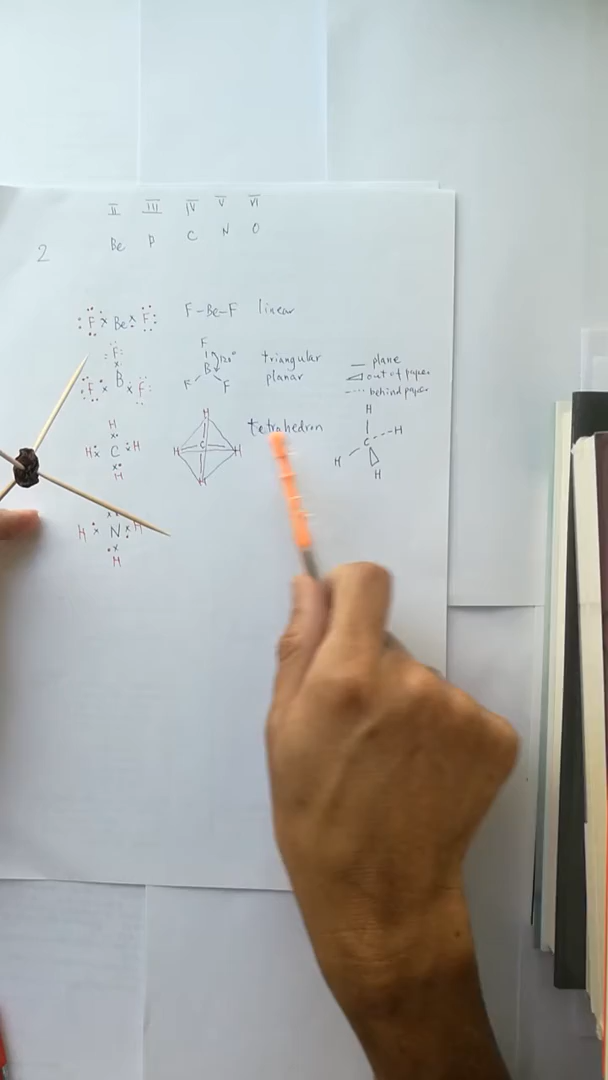 II III IV V VI
2 Be B C N O
F Be F F-Be-F linear
F
B
F F
F
B 120°
F F
triangular
planar
— plane
out of paper
--- behind paper
H
H C H
H
H
H C H
H
tetrahedron
H
C H
H
H
H N H
H